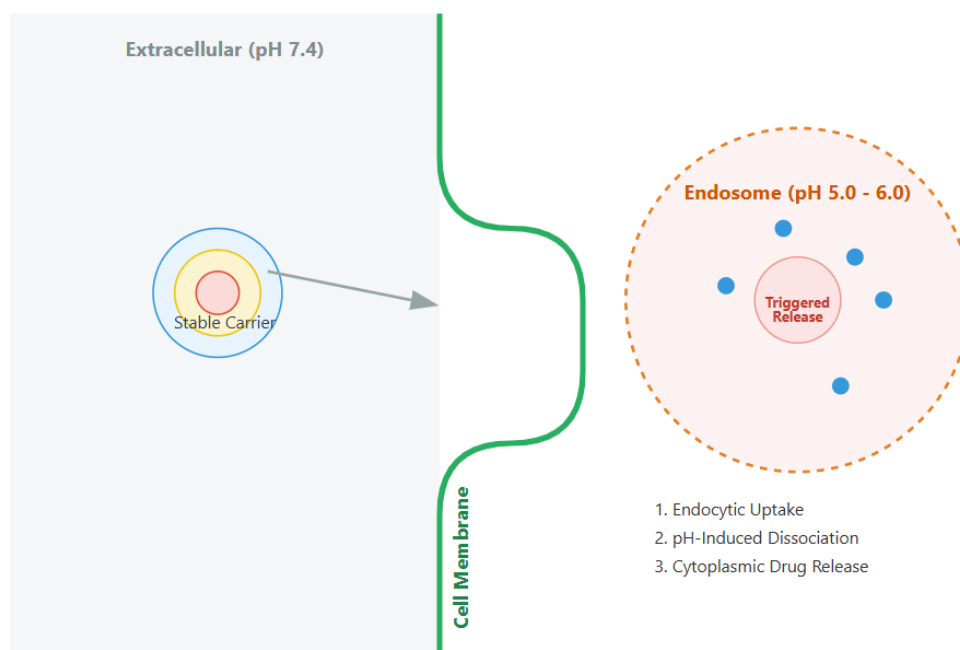 Extracellular (pH 7.4)
Stable Carrier
Cell Membrane
Endosome (pH 5.0 - 6.0)
Triggered
Release
1. Endocytic Uptake
2. pH-Induced Dissociation
3. Cytoplasmic Drug Release